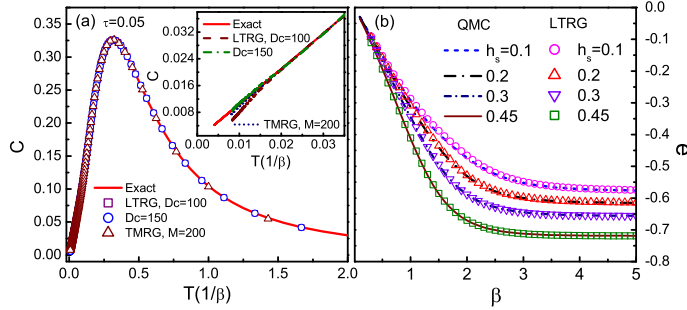 (a) τ=0.05
0.35
0.30
0.25
0.20
0.15
0.10
0.05
0.00
C
0.0 0.5 1.0 1.5 2.0
T(1/β)
Exact
LTRG, Dc=100
Dc=150
TMRG, M=200
Exact
LTRG, Dc=100
Dc=150
TMRG, M=200
0.036
0.027
0.018
0.009
C
0.00 0.01 0.02 0.03
T(1/β)
(b)
QMC LTRG
hs=0.1 hs=0.1
0.2 0.2
0.3 0.3
0.45 0.45
0.0
-0.1
-0.2
-0.3
-0.4
-0.5
-0.6
-0.7
-0.8
e
1 2 3 4 5
β